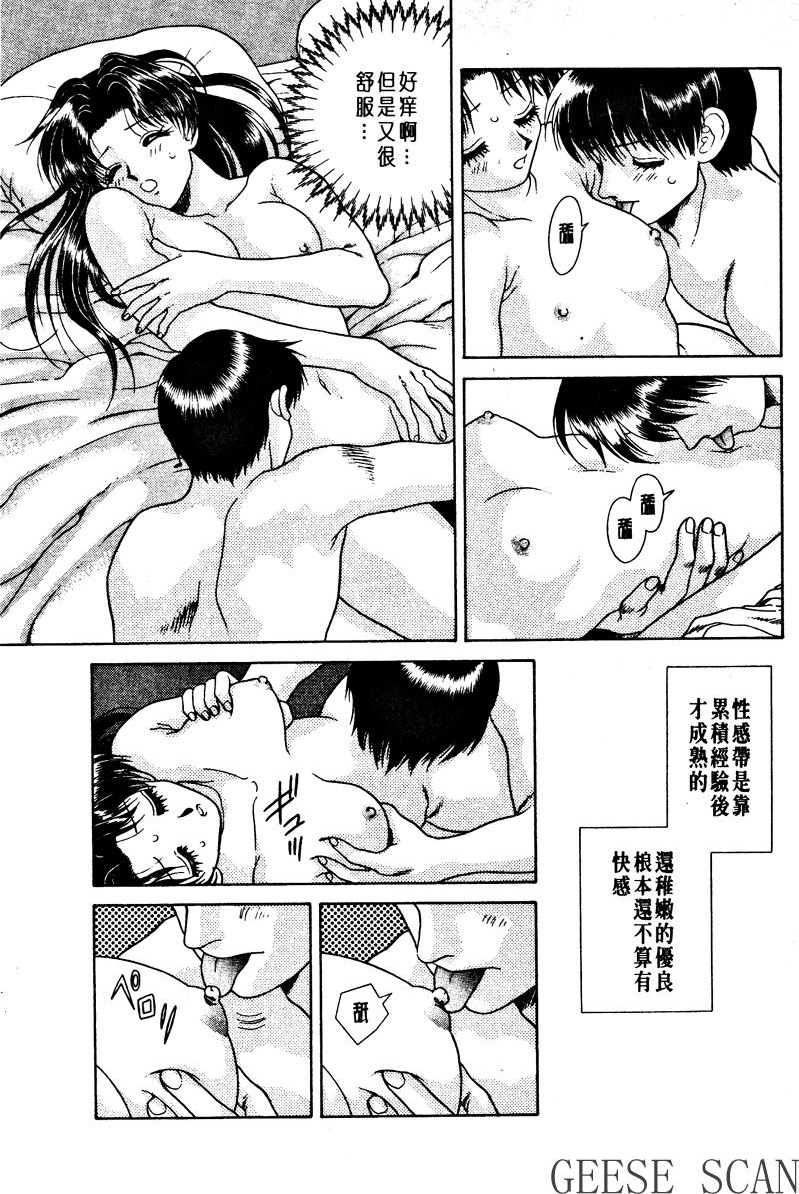 舔
舔
舔
好痒啊…
但是又很
舒服…
性感帶是靠
累積經驗後
才成熟的
還稚嫩的優良
根本還不算有
快感
ギュッ
舐
ペロ
GEESE SCAN